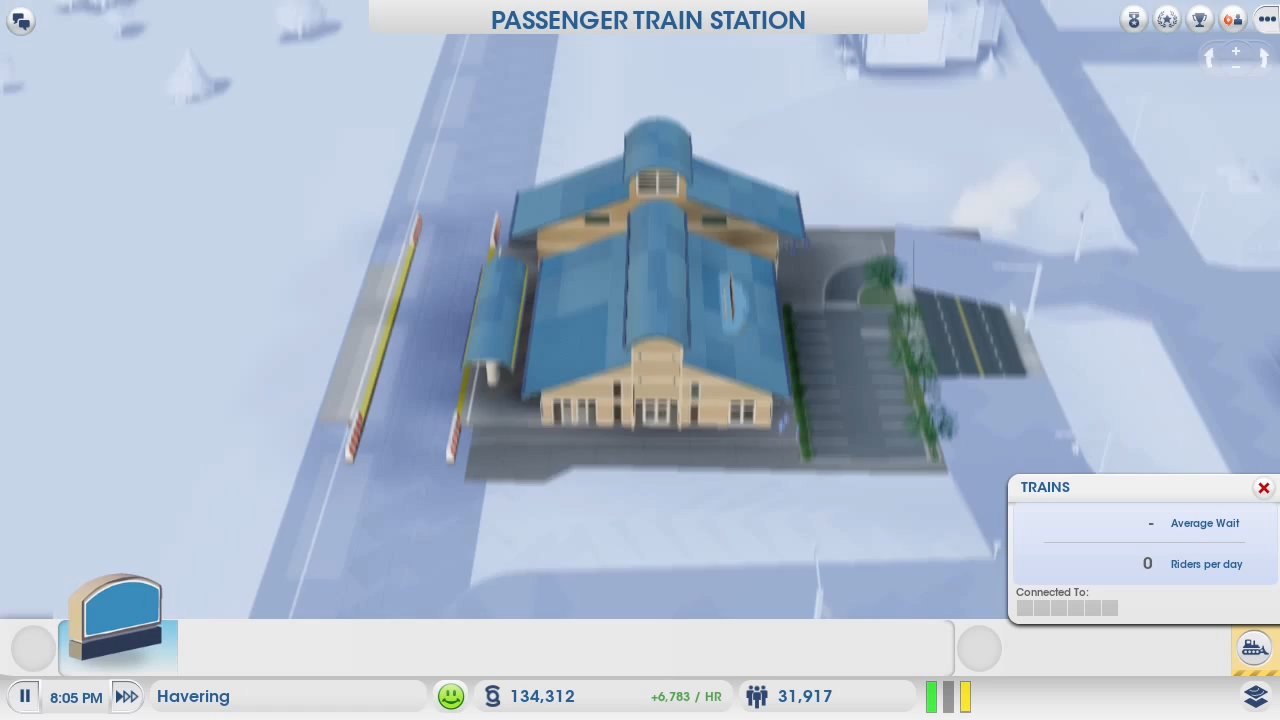 PASSENGER TRAIN STATION
TRAINS
- Average Wait
0 Riders per day
Connected To:
8:05 PM
Havering
134,312
+6,783 / HR
31,917